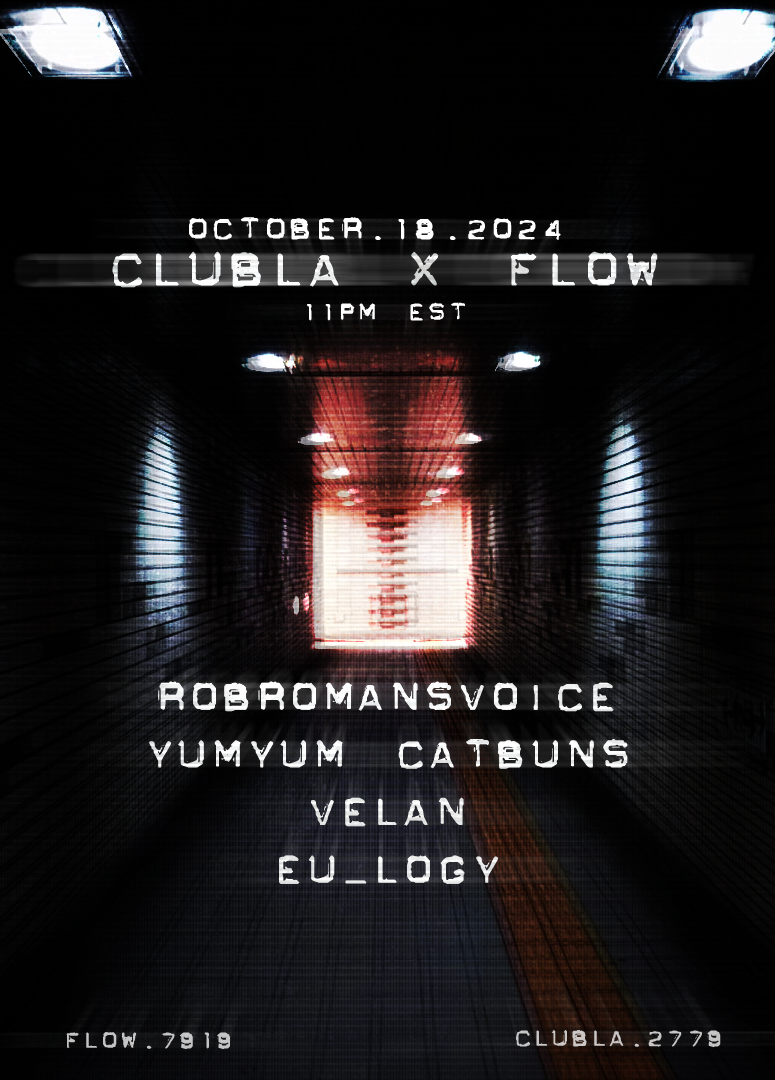 OCTOBER.18.2024
CLUBLA X FLOW
11PM EST
ROBROMANSVOICE
YUMYUM CATBUNS
VELAN
EU_LOGY
FLOW.7919
CLUBLA.2779